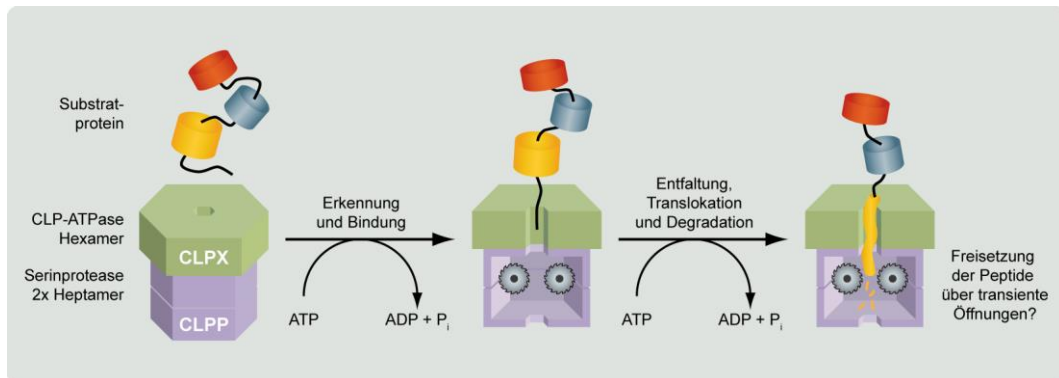 Substrat-
protein
CLP-ATPase
Hexamer
Serinprotease
2x Heptamer
CLPX
CLPP
Erkennung
und Bindung
ATP
ADP + Pi
Entfaltung,
Translokation
und Degradation
ATP
ADP + Pi
Freisetzung
der Peptide
über transiente
Öffnungen?